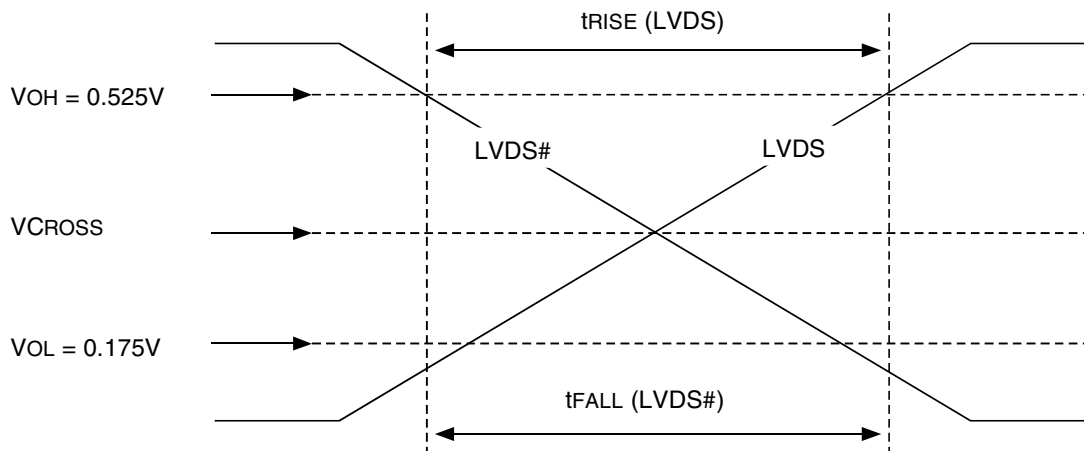 tRISE (LVDS)
VOH = 0.525V
LVDS#
LVDS
VCROSS
VOL = 0.175V
tFALL (LVDS#)